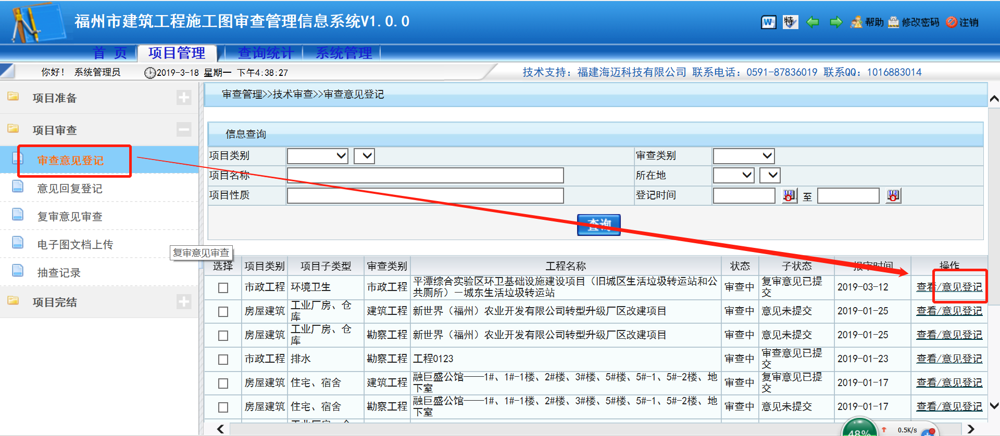 福州市建筑工程施工图审查管理信息系统V1.0.0
W 特 帮助 修改密码 注销
首 页 项目管理 查询统计 系统管理
你好！ 系统管理员 2019-3-18 星期一 下午4:38:27
技术支持：福建海迈科技有限公司 联系电话：0591-87836019 联系QQ：1016883014
项目准备
项目审查
审查意见登记
意见回复登记
复审意见审查
电子图文档上传
抽查记录
项目完结
复审意见审查
审查管理>>技术审查>>审查意见登记
信息查询
项目类别 审查类别
项目名称 所在地
项目性质 登记时间 至
查询
选择 项目类别 项目子类型 审查类别 工程名称 状态 子状态 报审时间 操作
市政工程 环境卫生 市政工程 平潭综合实验区环卫基础设施建设项目（旧城区生活垃圾转运站和公
共厕所）－城东生活垃圾转运站 审查中 复审意见已提
交 2019-03-12 查看/意见登记
房屋建筑 工业厂房、仓
库 建筑工程 新世界（福州）农业开发有限公司转型升级厂区改建项目 审查中 意见未提交 2019-01-25 查看/意见登记
房屋建筑 工业厂房、仓
库 勘察工程 新世界（福州）农业开发有限公司转型升级厂区改建项目 审查中 意见未提交 2019-01-25 查看/意见登记
市政工程 排水 勘察工程 工程0123 审查中 审查意见已提
交 2019-01-23 查看/意见登记
房屋建筑 住宅、宿舍 建筑工程 融巨盛公馆——1#、1#-1楼、2#楼、3#楼、5#楼、5#-1、5#-2楼、地
下室 审查中 复审意见已提
交 2019-01-17 查看/意见登记
房屋建筑 住宅、宿舍 勘察工程 融巨盛公馆——1#、1#-1楼、2#楼、3#楼、5#楼、5#-1、5#-2楼、地
下室 审查中 意见未提交 2019-01-17 查看/意见登记
48% 0.5K/s